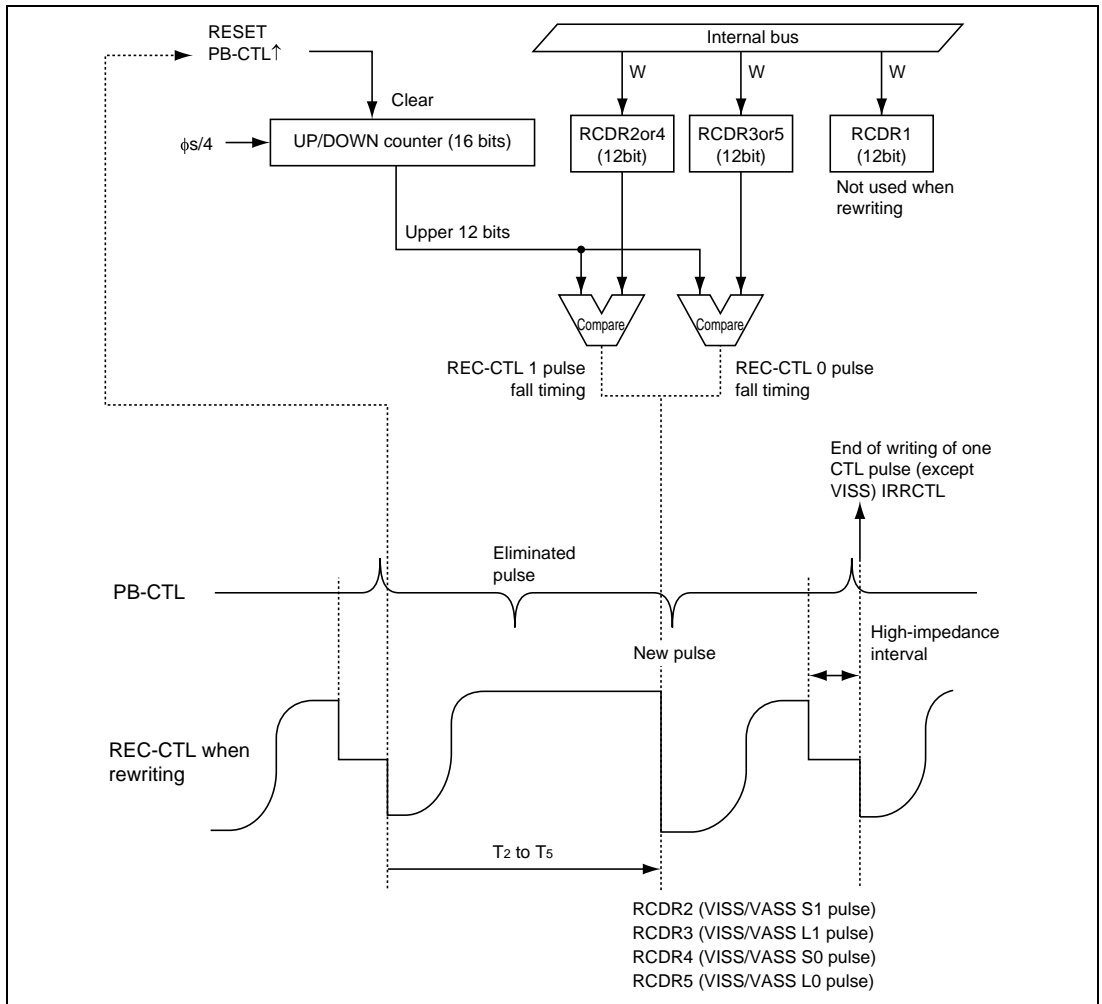 RESET
PB-CTL↑
Internal bus
W
W
W
Clear
φs/4
UP/DOWN counter (16 bits)
RCDR2or4
(12bit)
RCDR3or5
(12bit)
RCDR1
(12bit)
Not used when
rewriting
Upper 12 bits
Compare
Compare
REC-CTL 1 pulse
fall timing
REC-CTL 0 pulse
fall timing
End of writing of one
CTL pulse (except
VISS) IRRCTL
Eliminated
pulse
PB-CTL
New pulse
High-impedance
interval
REC-CTL when
rewriting
T2 to T5
RCDR2 (VISS/VASS S1 pulse)
RCDR3 (VISS/VASS L1 pulse)
RCDR4 (VISS/VASS S0 pulse)
RCDR5 (VISS/VASS L0 pulse)